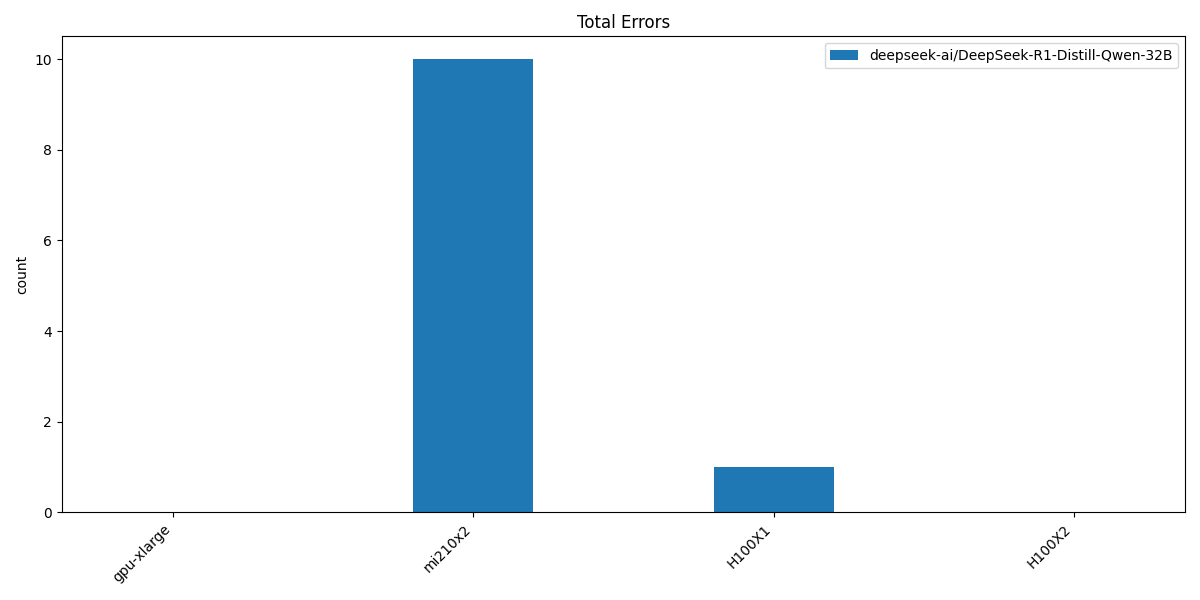 Total Errors
deepseek-ai/DeepSeek-R1-Distill-Qwen-32B
count
10
8
6
4
2
0
gpu-xlarge
mi210x2
H100X1
H100X2